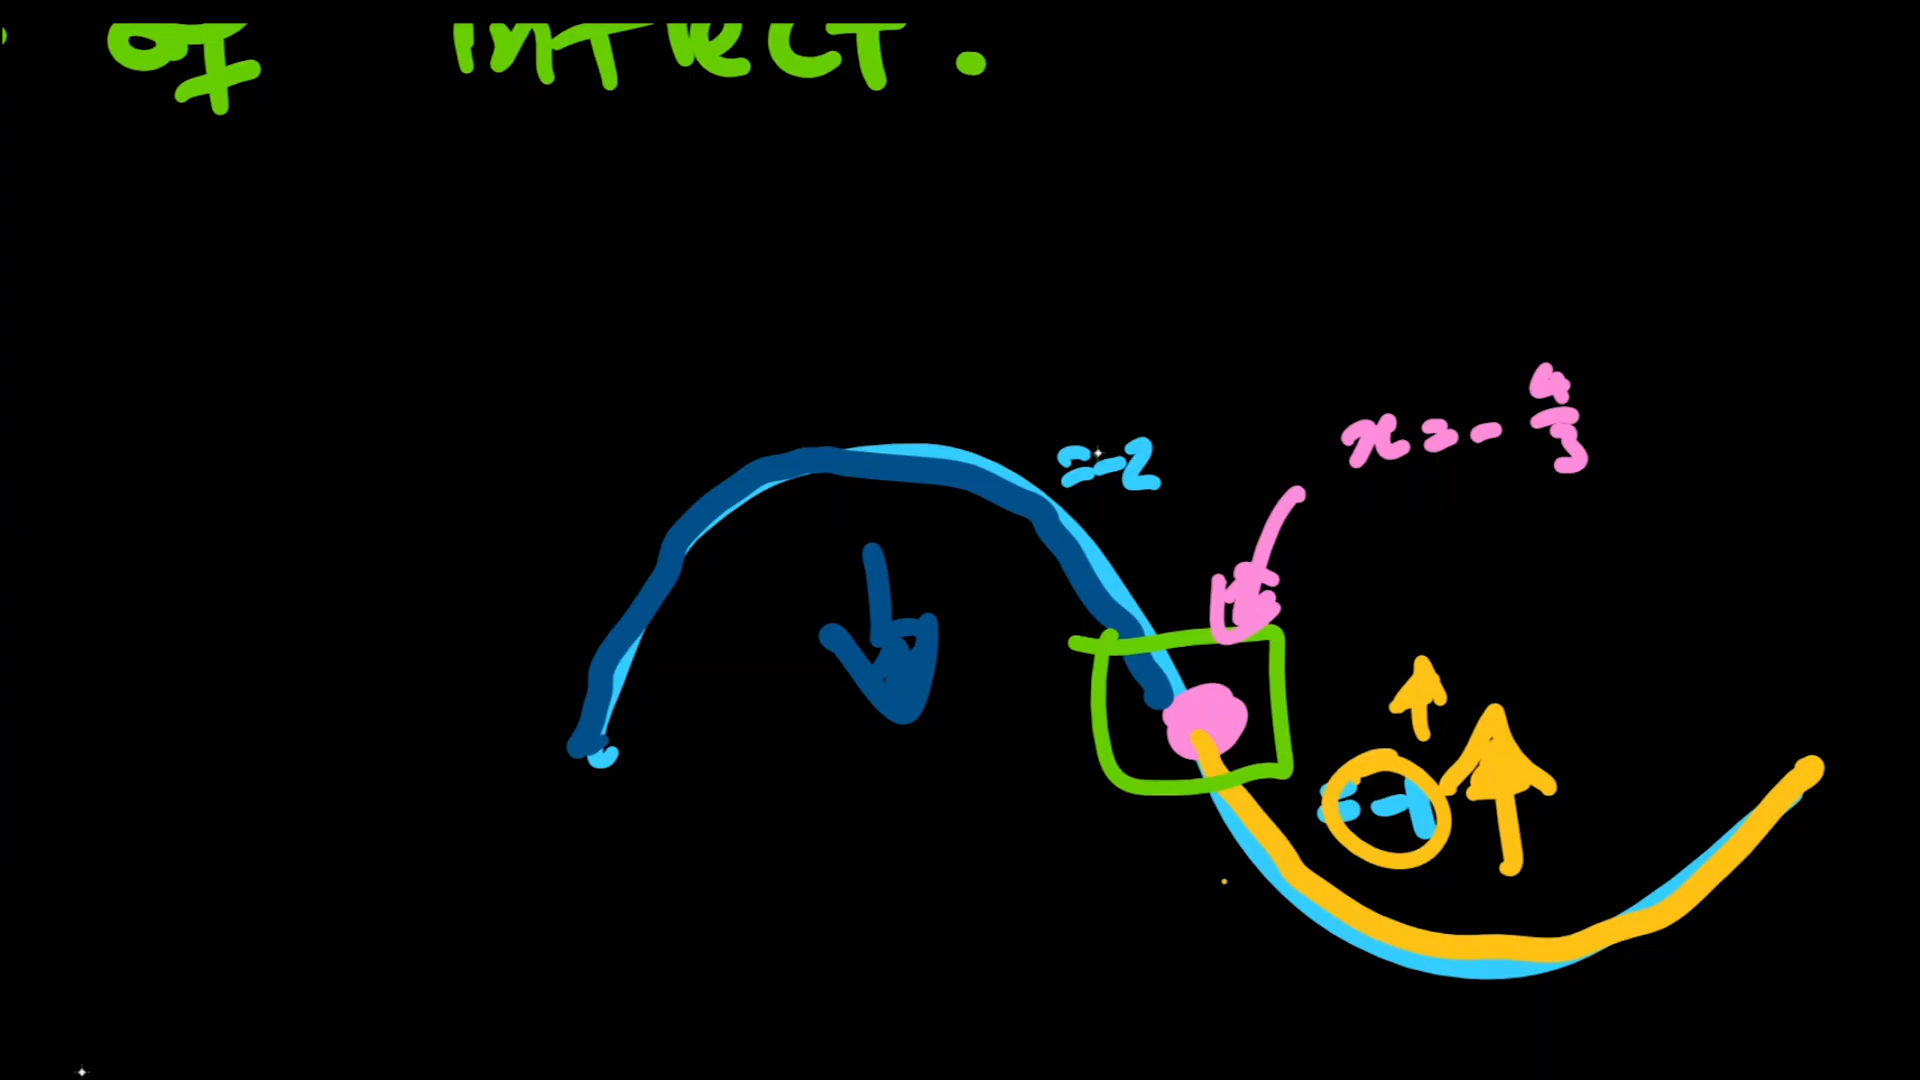 of inflect.
x = - 4/3
= -2
= -1